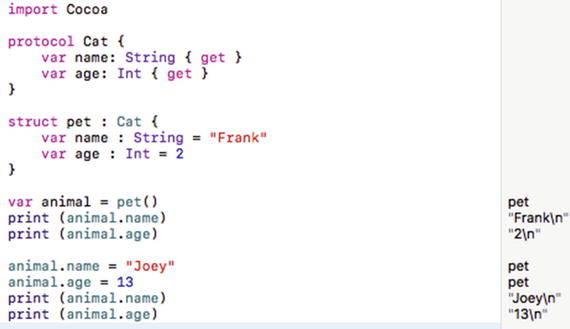 import Cocoa
protocol Cat {
var name: String { get }
var age: Int { get }
}
struct pet : Cat {
var name : String = "Frank"
var age : Int = 2
}
var animal = pet()
print (animal.name)
print (animal.age)
animal.name = "Joey"
animal.age = 13
print (animal.name)
print (animal.age)
pet
"Frank\n"
"2\n"
pet
pet
"Joey\n"
"13\n"